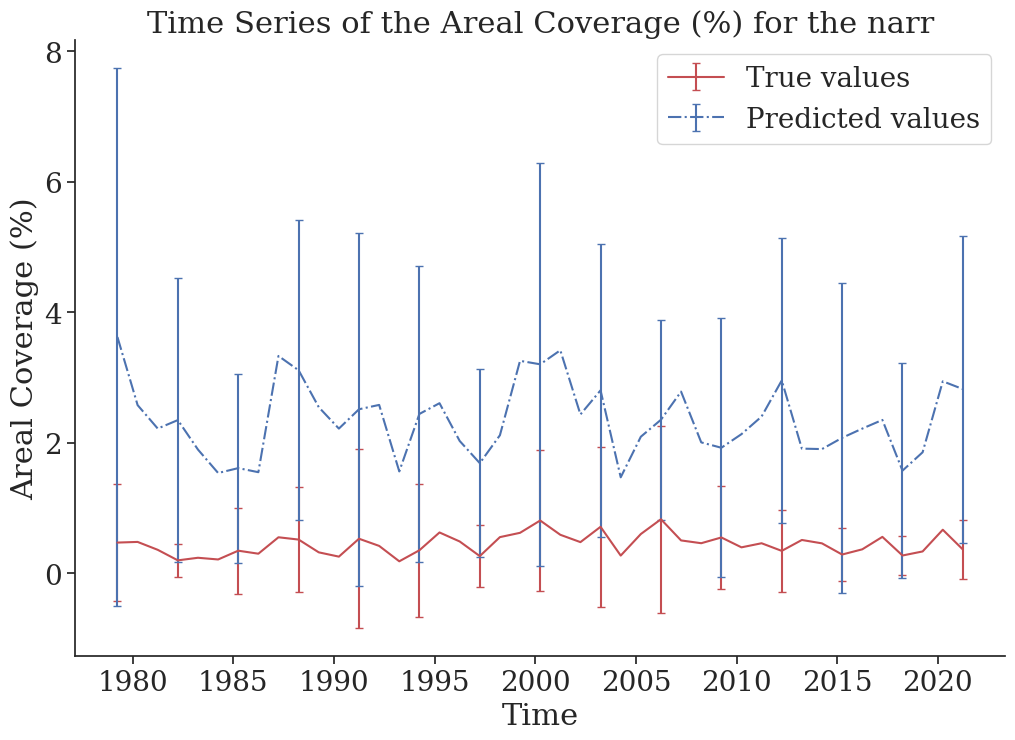 Time Series of the Areal Coverage (%) for the narr
True values
Predicted values
Areal Coverage (%)
8
6
4
2
0
1980 1985 1990 1995 2000 2005 2010 2015 2020
Time